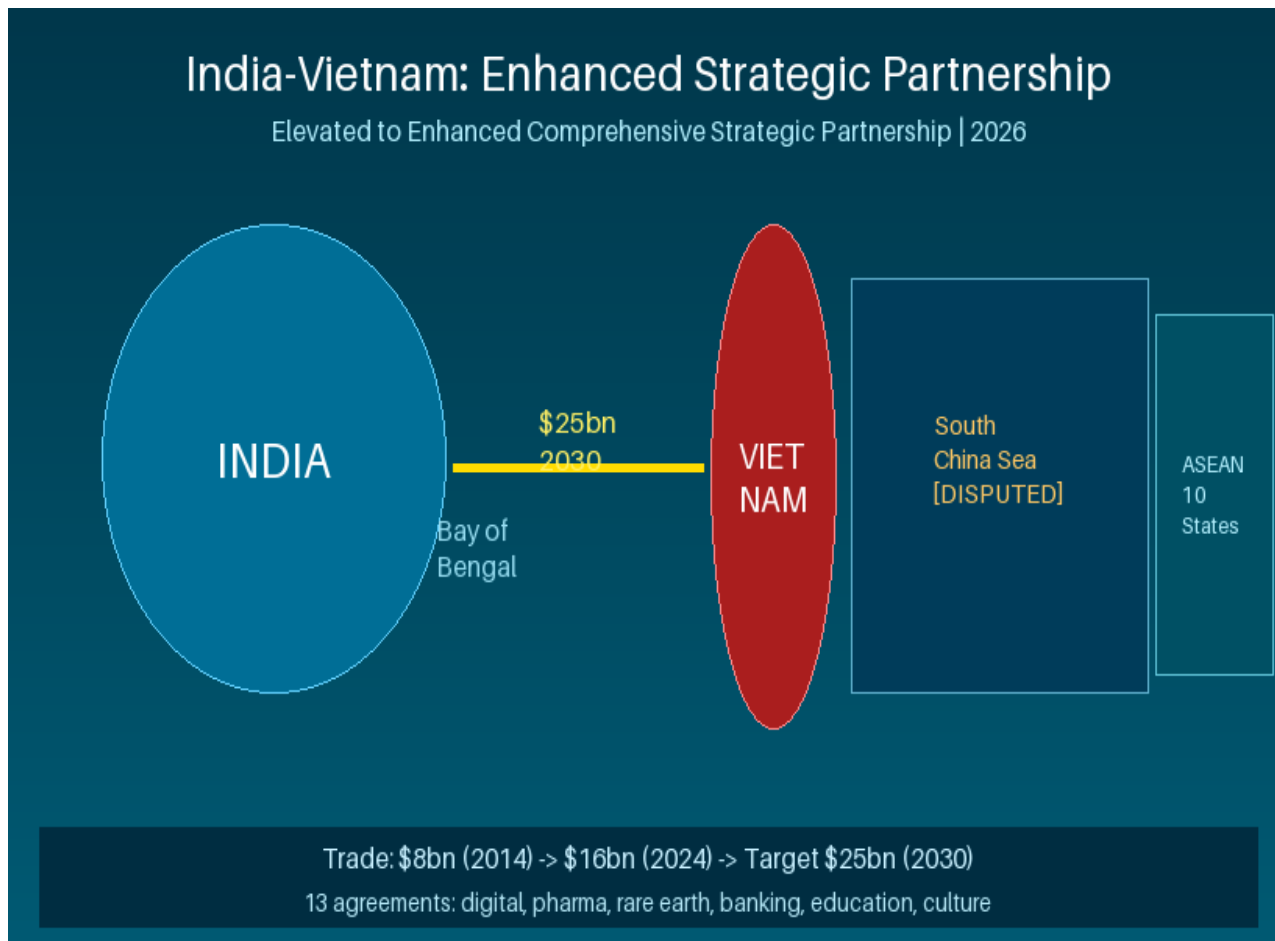 India-Vietnam: Enhanced Strategic Partnership
Elevated to Enhanced Comprehensive Strategic Partnership | 2026
INDIA
$25bn
2030
Bay of
Bengal
VIET
NAM
South
China Sea
[DISPUTED]
ASEAN
10
States
Trade: $8bn (2014) -> $16bn (2024) -> Target $25bn (2030)
13 agreements: digital, pharma, rare earth, banking, education, culture